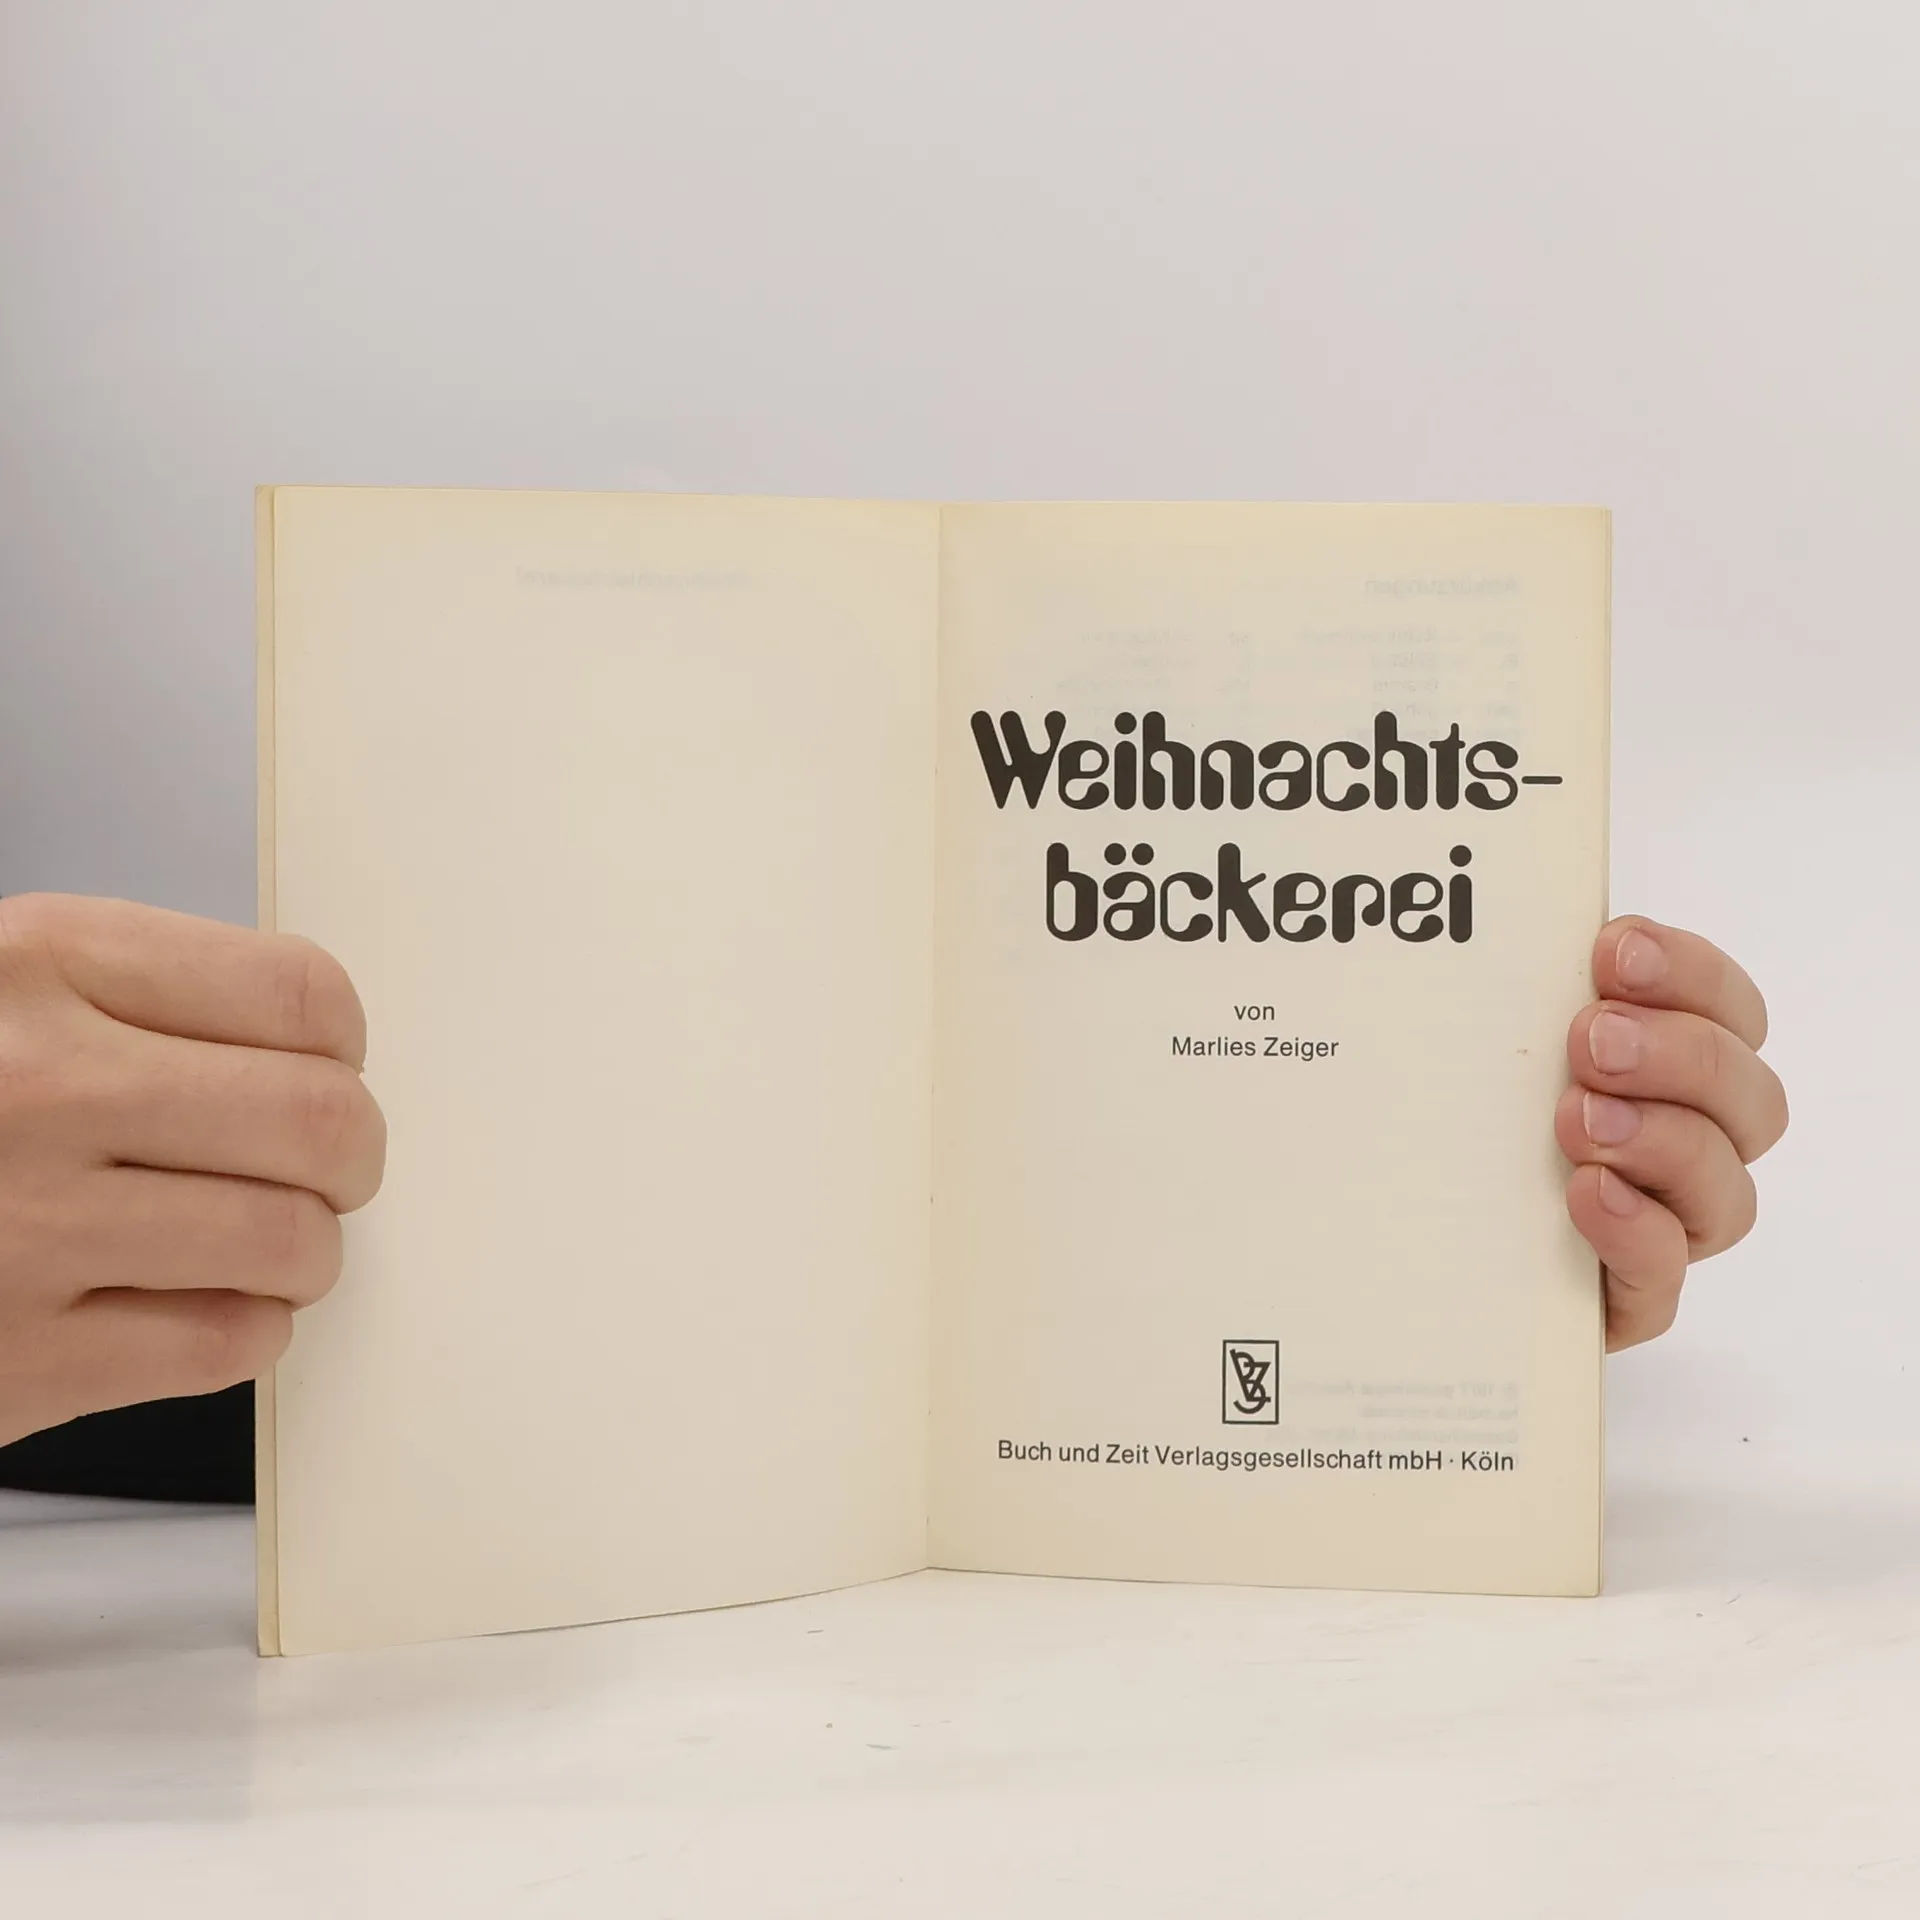 Weihnachts-
bäckerei
von
Marlies Zeiger
Buch und Zeit Verlagsgesellschaft mbH · Köln